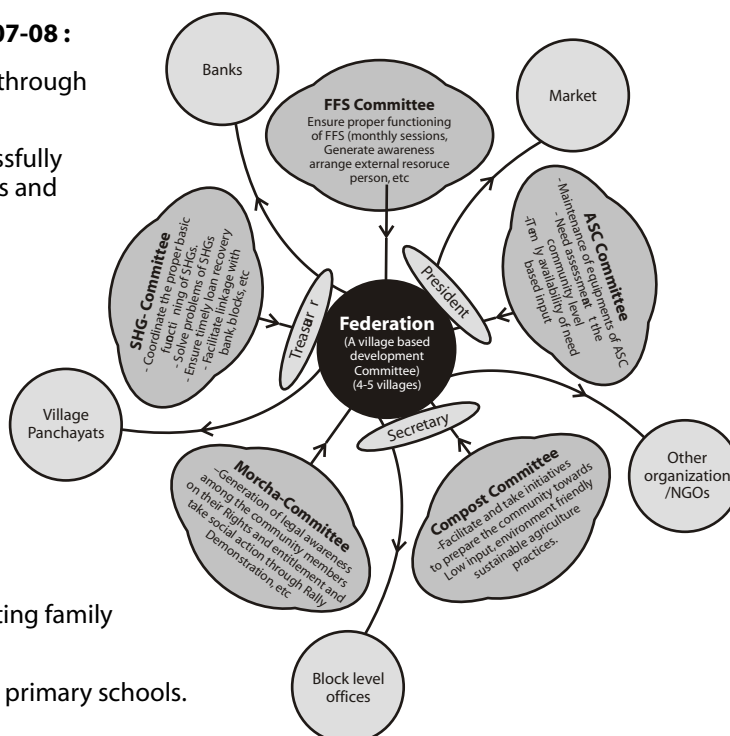 07-08 :
through
ssfully
s and
ting family
primary schools.
Banks
FFS Committee
Ensure proper functioning
of FFS (monthly sessions,
Generate awareness
arrange external resoruce
person, etc
Market
ASC Committee
- Maintenance of equipments of ASC
- Need assessment t the
community level
ly availability of need
based input
SHG- Committee
- Coordinate the proper basic
functi ning of SHGs.
- Solve problems of SHGs
- Ensure timely loan recovery
- Facilitate linkage with
bank, blocks, etc
President
Treasur r
Federation
(A village based
development
Committee)
(4-5 villages)
Secretary
Village
Panchayats
Other
organization
/NGOs
Morcha-Committee
–Generation of legal awareness
among the community members
on their Rights and entitlement and
take social action through Rally
Demonstration, etc
Compost Committee
-Facilitate and take initiatives
to prepare the community towards
Low input, environment friendly
sustainable agriculture
practices.
Block level
offices